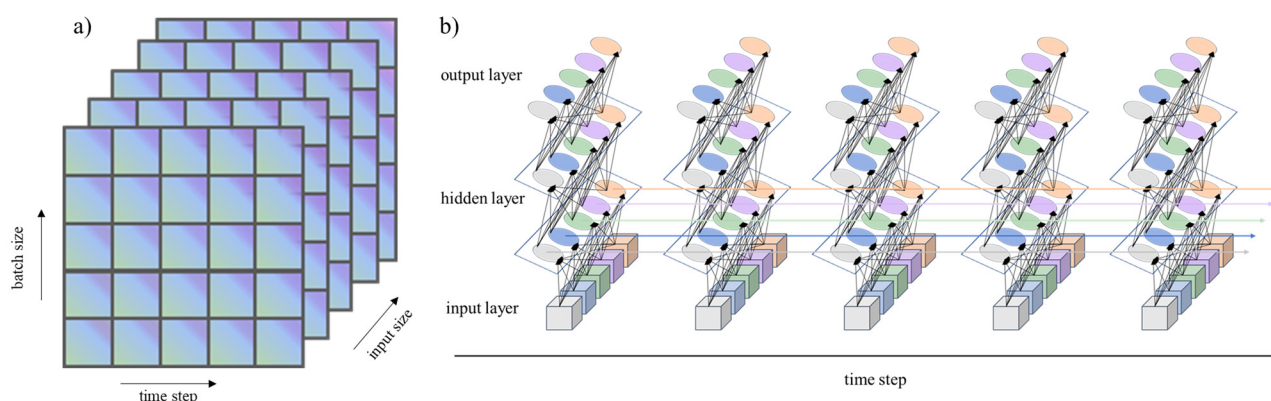 a)
batch size
time step
input size
b)
output layer
hidden layer
input layer
time step